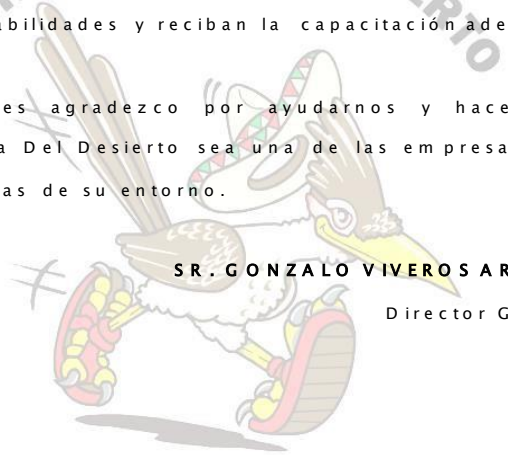 abilidades y reciban la capacitación ade
ERTO
es agradezco por ayudarnos y hace
a Del Desierto sea una de las empresa
as de su entorno.
SR. GONZALO VIVEROS AR
Director G